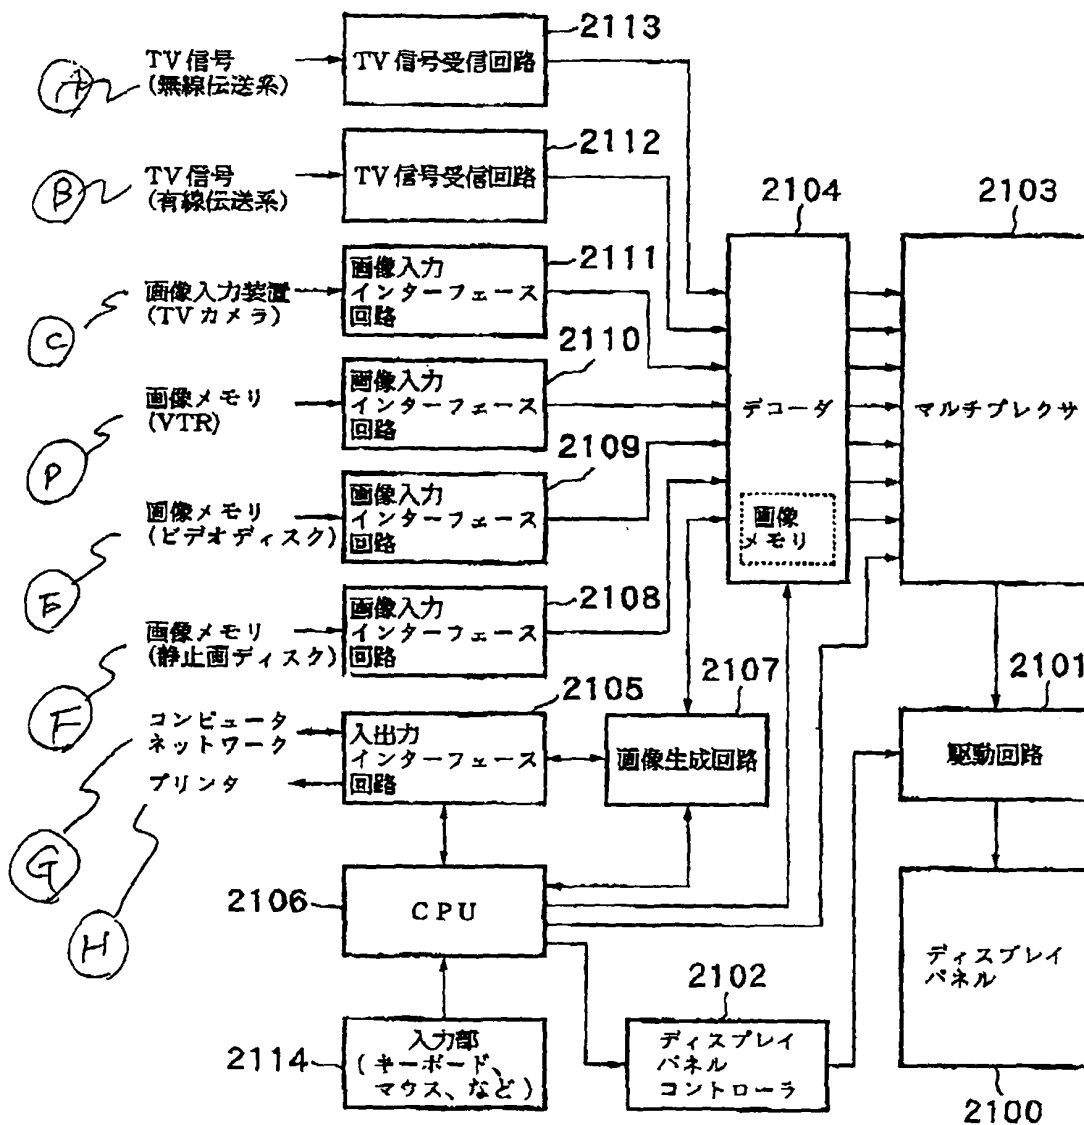 2113
TV信号
(無線伝送系)
TV信号受信回路
A
2112
TV信号
(有線伝送系)
TV信号受信回路
B
2104
2103
2111
画像入力装置
(TVカメラ)
画像入力
インターフェース
回路
C
2110
画像メモリ
(VTR)
画像入力
インターフェース
回路
デコーダ
マルチプレクサ
P
2109
画像メモリ
(ビデオディスク)
画像入力
インターフェース
回路
画像
メモリ
E
2108
画像メモリ
(静止画ディスク)
画像入力
インターフェース
回路
F
2105
2107
2101
コンピュータ
ネットワーク
プリンタ
入出力
インターフェース
回路
画像生成回路
駆動回路
G
H
2106
CPU
ディスプレイ
パネル
2102
2114
入力部
(キーボード、
マウス、など)
ディスプレイ
パネル
コントローラ
2100